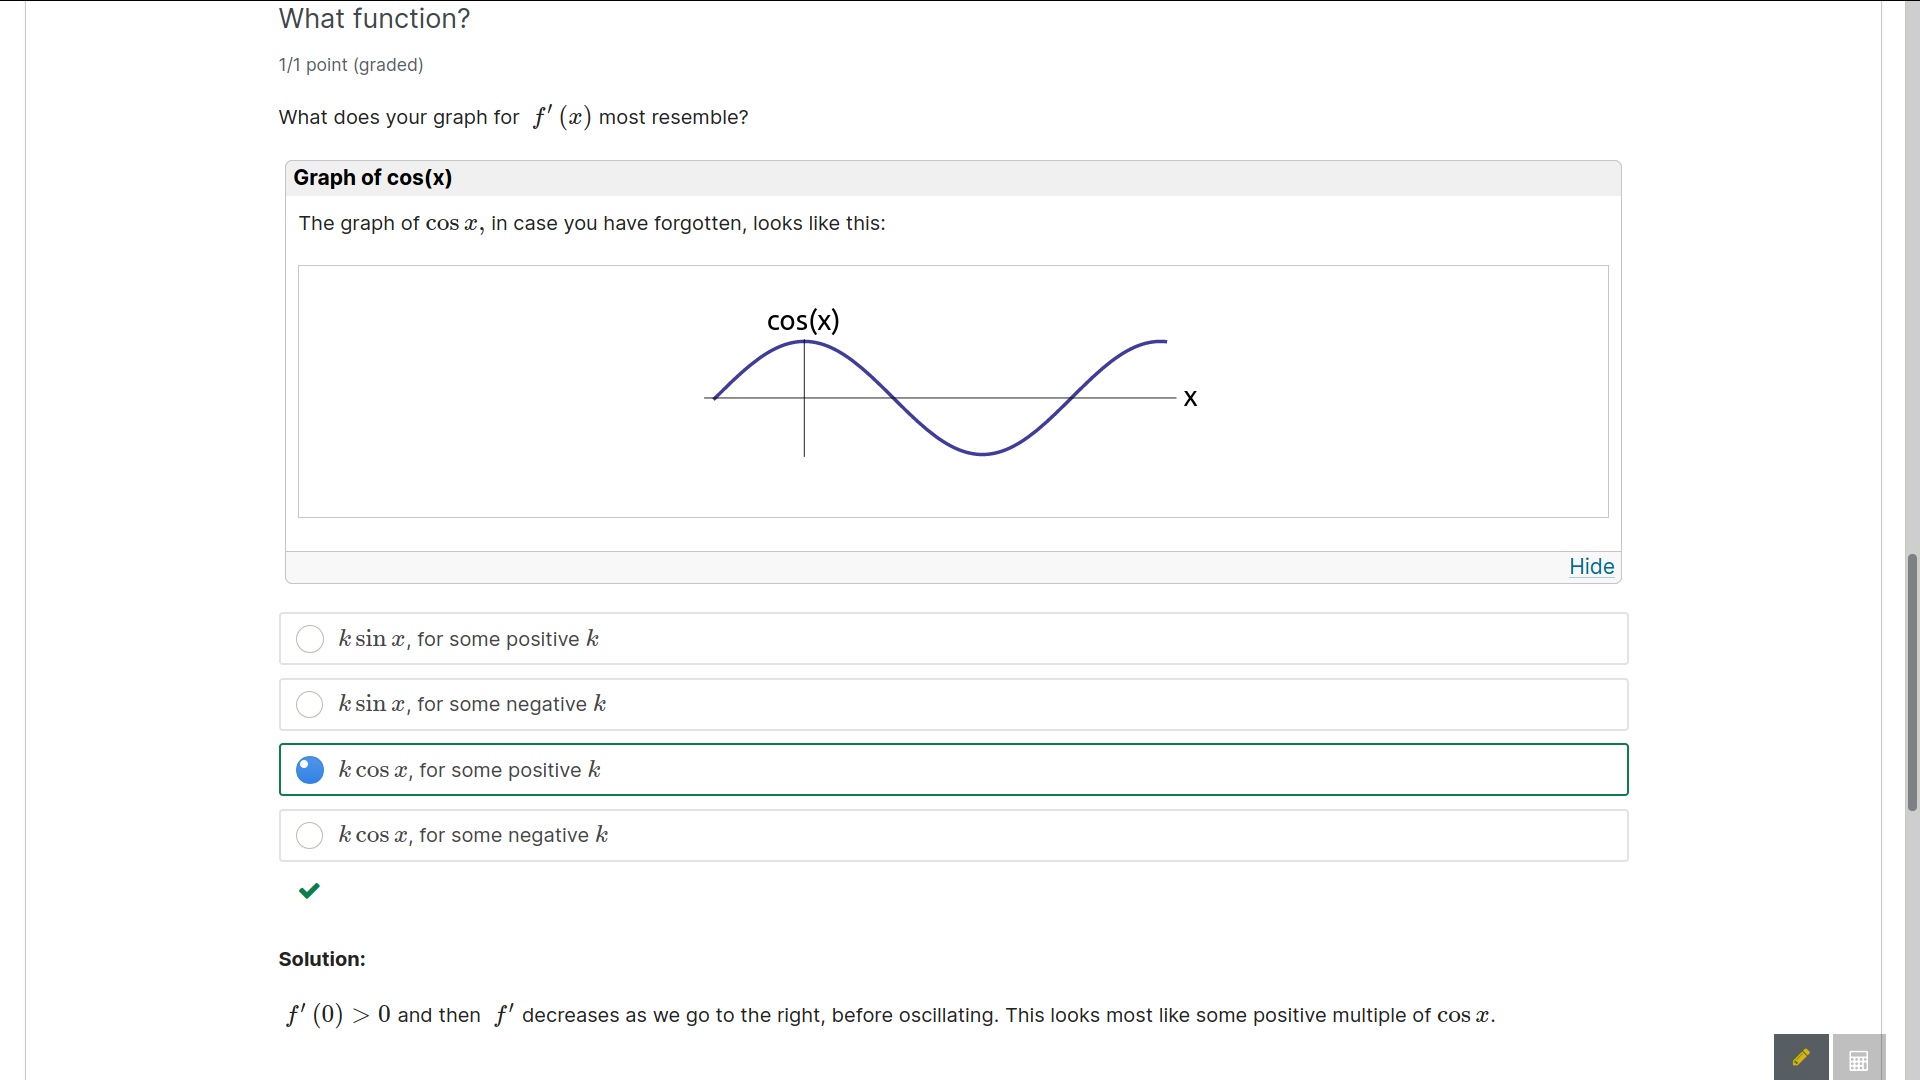 What function?
1/1 point (graded)
What does your graph for f′ (x) most resemble?
Graph of cos(x)
The graph of cos x, in case you have forgotten, looks like this:
cos(x)
x
k sin x, for some positive k
k sin x, for some negative k
k cos x, for some positive k
k cos x, for some negative k
Hide
Solution:
f′ (0) > 0 and then f′ decreases as we go to the right, before oscillating. This looks most like some positive multiple of cos x.